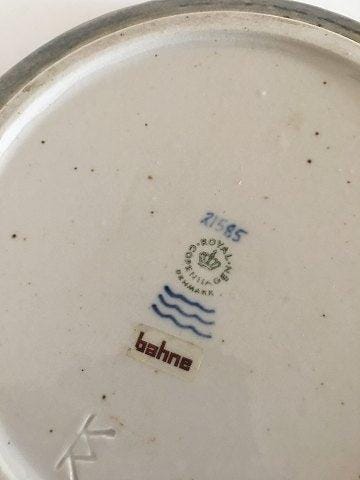 21585
ROYAL
COPENHAGEN
DENMARK
bahne